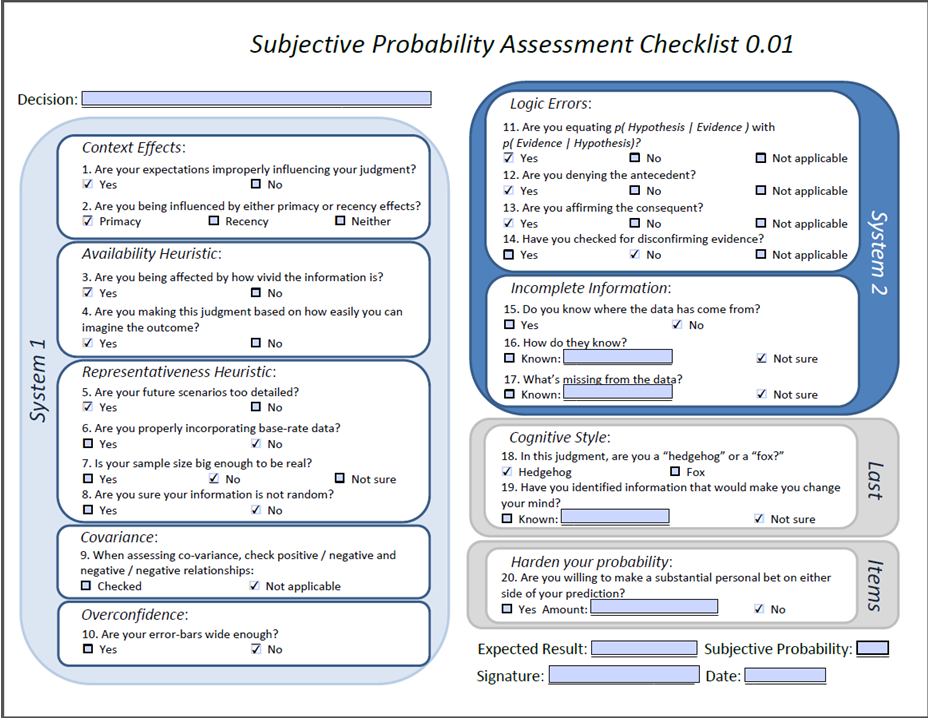 Subjective Probability Assessment Checklist 0.01
Decision:
System 1
Context Effects:
1. Are your expectations improperly influencing your judgment?
Yes No
2. Are you being influenced by either primacy or recency effects?
Primacy Recency Neither
Availability Heuristic:
3. Are you being affected by how vivid the information is?
Yes No
4. Are you making this judgment based on how easily you can
imagine the outcome?
Yes No
Representativeness Heuristic:
5. Are your future scenarios too detailed?
Yes No
6. Are you properly incorporating base-rate data?
Yes No
7. Is your sample size big enough to be real?
Yes No Not sure
8. Are you sure your information is not random?
Yes No
Covariance:
9. When assessing co-variance, check positive / negative and
negative / negative relationships:
Checked Not applicable
Overconfidence:
10. Are your error-bars wide enough?
Yes No
System 2
Logic Errors:
11. Are you equating p( Hypothesis | Evidence ) with
p( Evidence | Hypothesis)?
Yes No Not applicable
12. Are you denying the antecedent?
Yes No Not applicable
13. Are you affirming the consequent?
Yes No Not applicable
14. Have you checked for disconfirming evidence?
Yes No Not applicable
Incomplete Information:
15. Do you know where the data has come from?
Yes No
16. How do they know?
Known: Not sure
17. What's missing from the data?
Known: Not sure
Last
Cognitive Style:
18. In this judgment, are you a “hedgehog” or a “fox?”
Hedgehog Fox
19. Have you identified information that would make you change
your mind?
Known: Not sure
Items
Harden your probability:
20. Are you willing to make a substantial personal bet on either
side of your prediction?
Yes Amount: No
Expected Result: Subjective Probability:
Signature: Date: